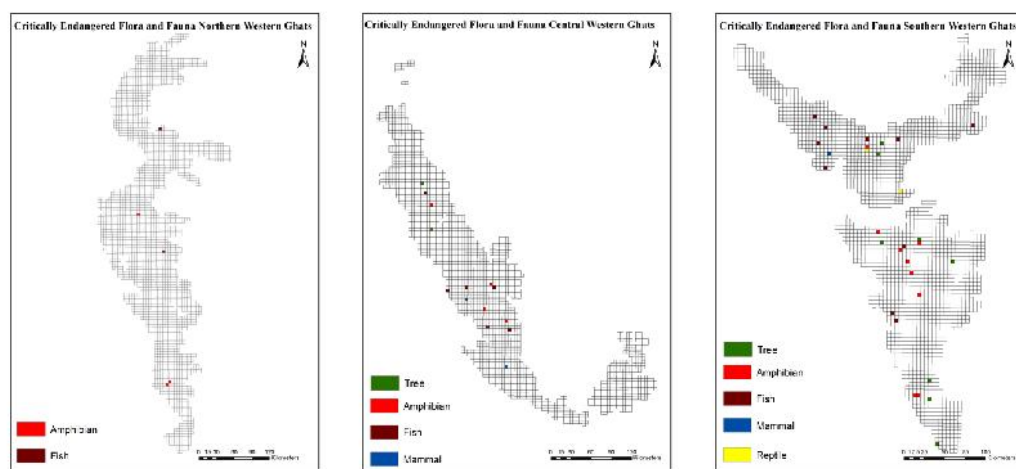 Critically Endangered Flora and Fauna Northern Western Ghats
N
Amphibian
Fish
Critically Endangered Flora and Fauna Central Western Ghats
N
Tree
Amphibian
Fish
Mammal
Critically Endangered Flora and Fauna Southern Western Ghats
N
Tree
Amphibian
Fish
Mammal
Reptile